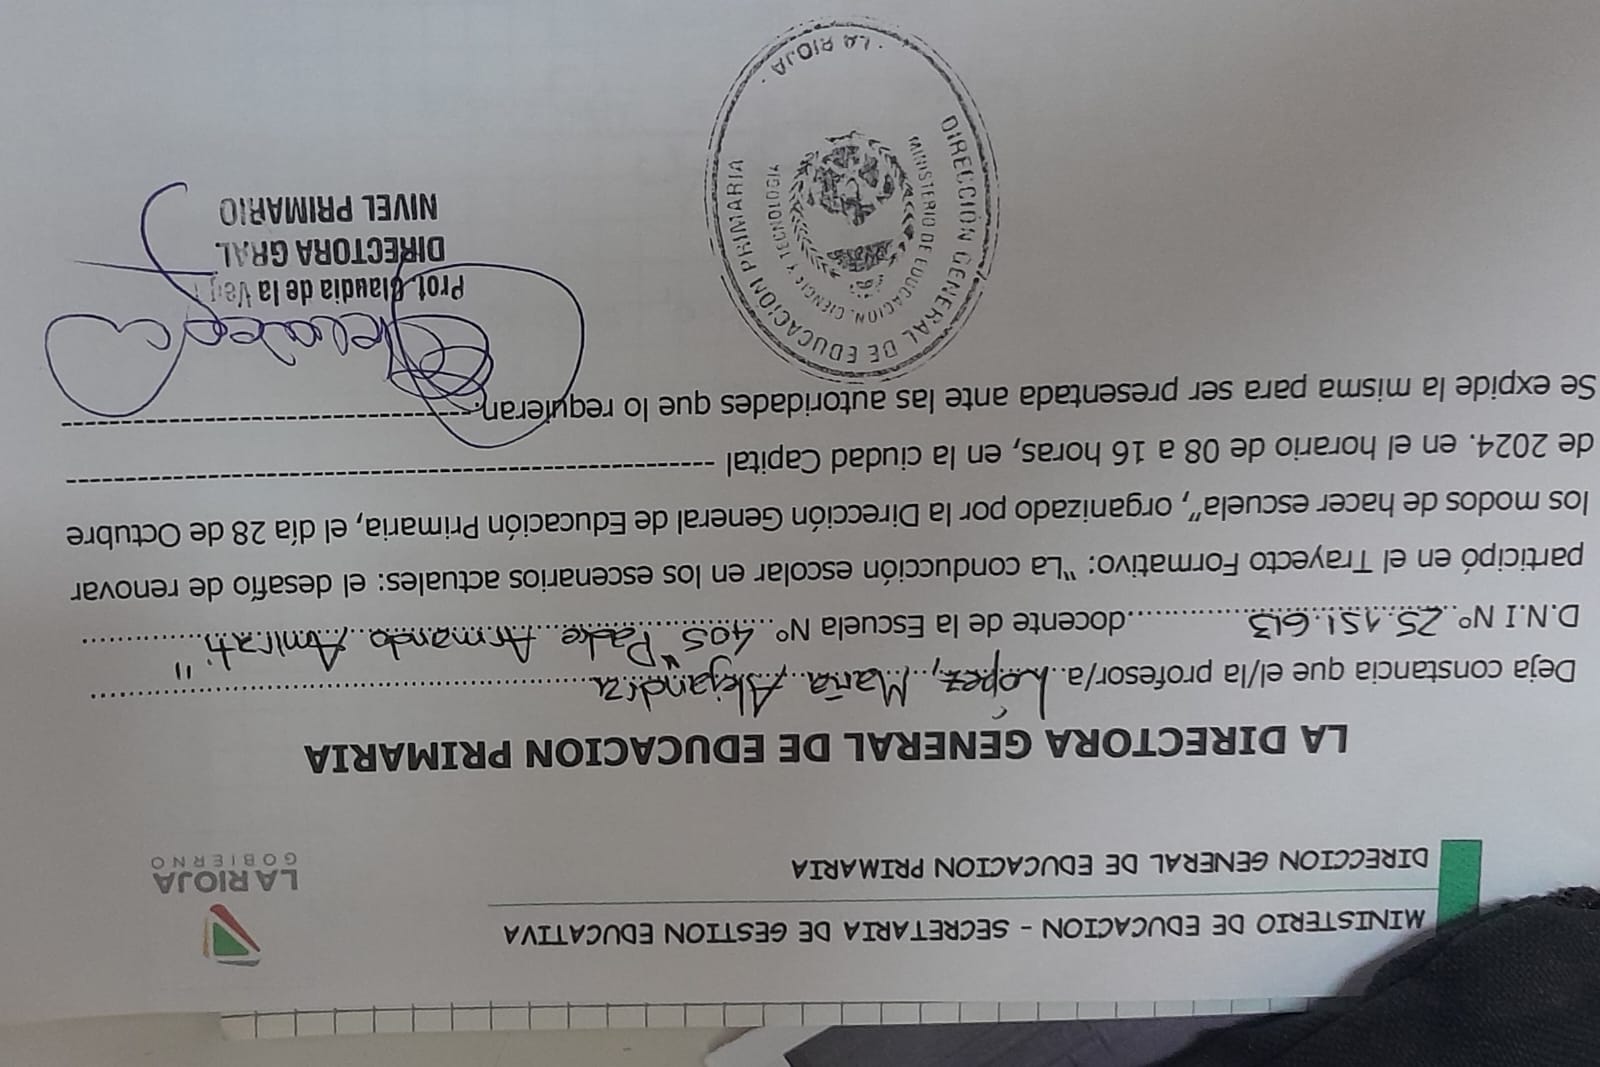 MINISTERIO DE EDUCACION - SECRETARIA DE GESTION EDUCATIVA
DIRECCION GENERAL DE EDUCACION PRIMARIA
LA RIOJA
GOBIERNO
LA DIRECTORA GENERAL DE EDUCACION PRIMARIA
Deja constancia que el/la profesor/a López, María Alejandra
D.N.I Nº 25.151.613 docente de la Escuela Nº 405 "Padre Armando Amirati"
participó en el Trayecto Formativo: "La conducción escolar en los escenarios actuales: el desafío de renovar
los modos de hacer escuela", organizado por la Dirección General de Educación Primaria, el día 28 de Octubre
de 2024. en el horario de 08 a 16 horas, en la ciudad Capital
Se expide la misma para ser presentada ante las autoridades que lo requieran.
Prof. Claudia de la Vega
DIRECTORA GRAL.
NIVEL PRIMARIO
DIRECCION GENERAL DE EDUCACION PRIMARIA
MINISTERIO DE EDUCACION, CIENCIA Y TECNOLOGIA
· LA RIOJA ·